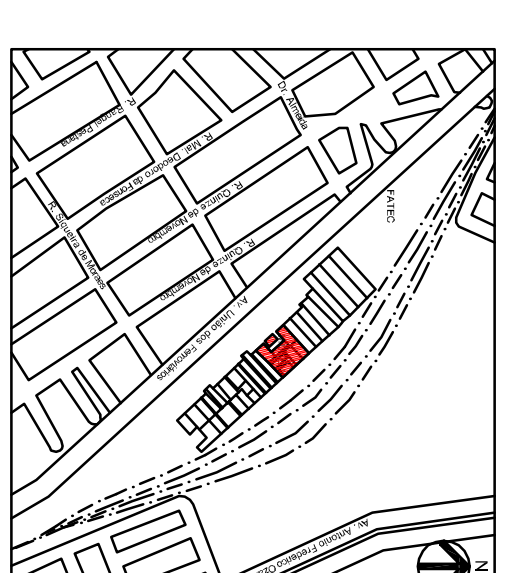 Dr. Almeida
R.
Rangel Pestana
R. Mal. Deodoro da Fonseca
FATEC
R. Quinze de Novembro
R. Siqueira de Moraes
R. Quinze de Novembro
Av. União dos Ferroviários
Av. Antonio Frederico Oza
N